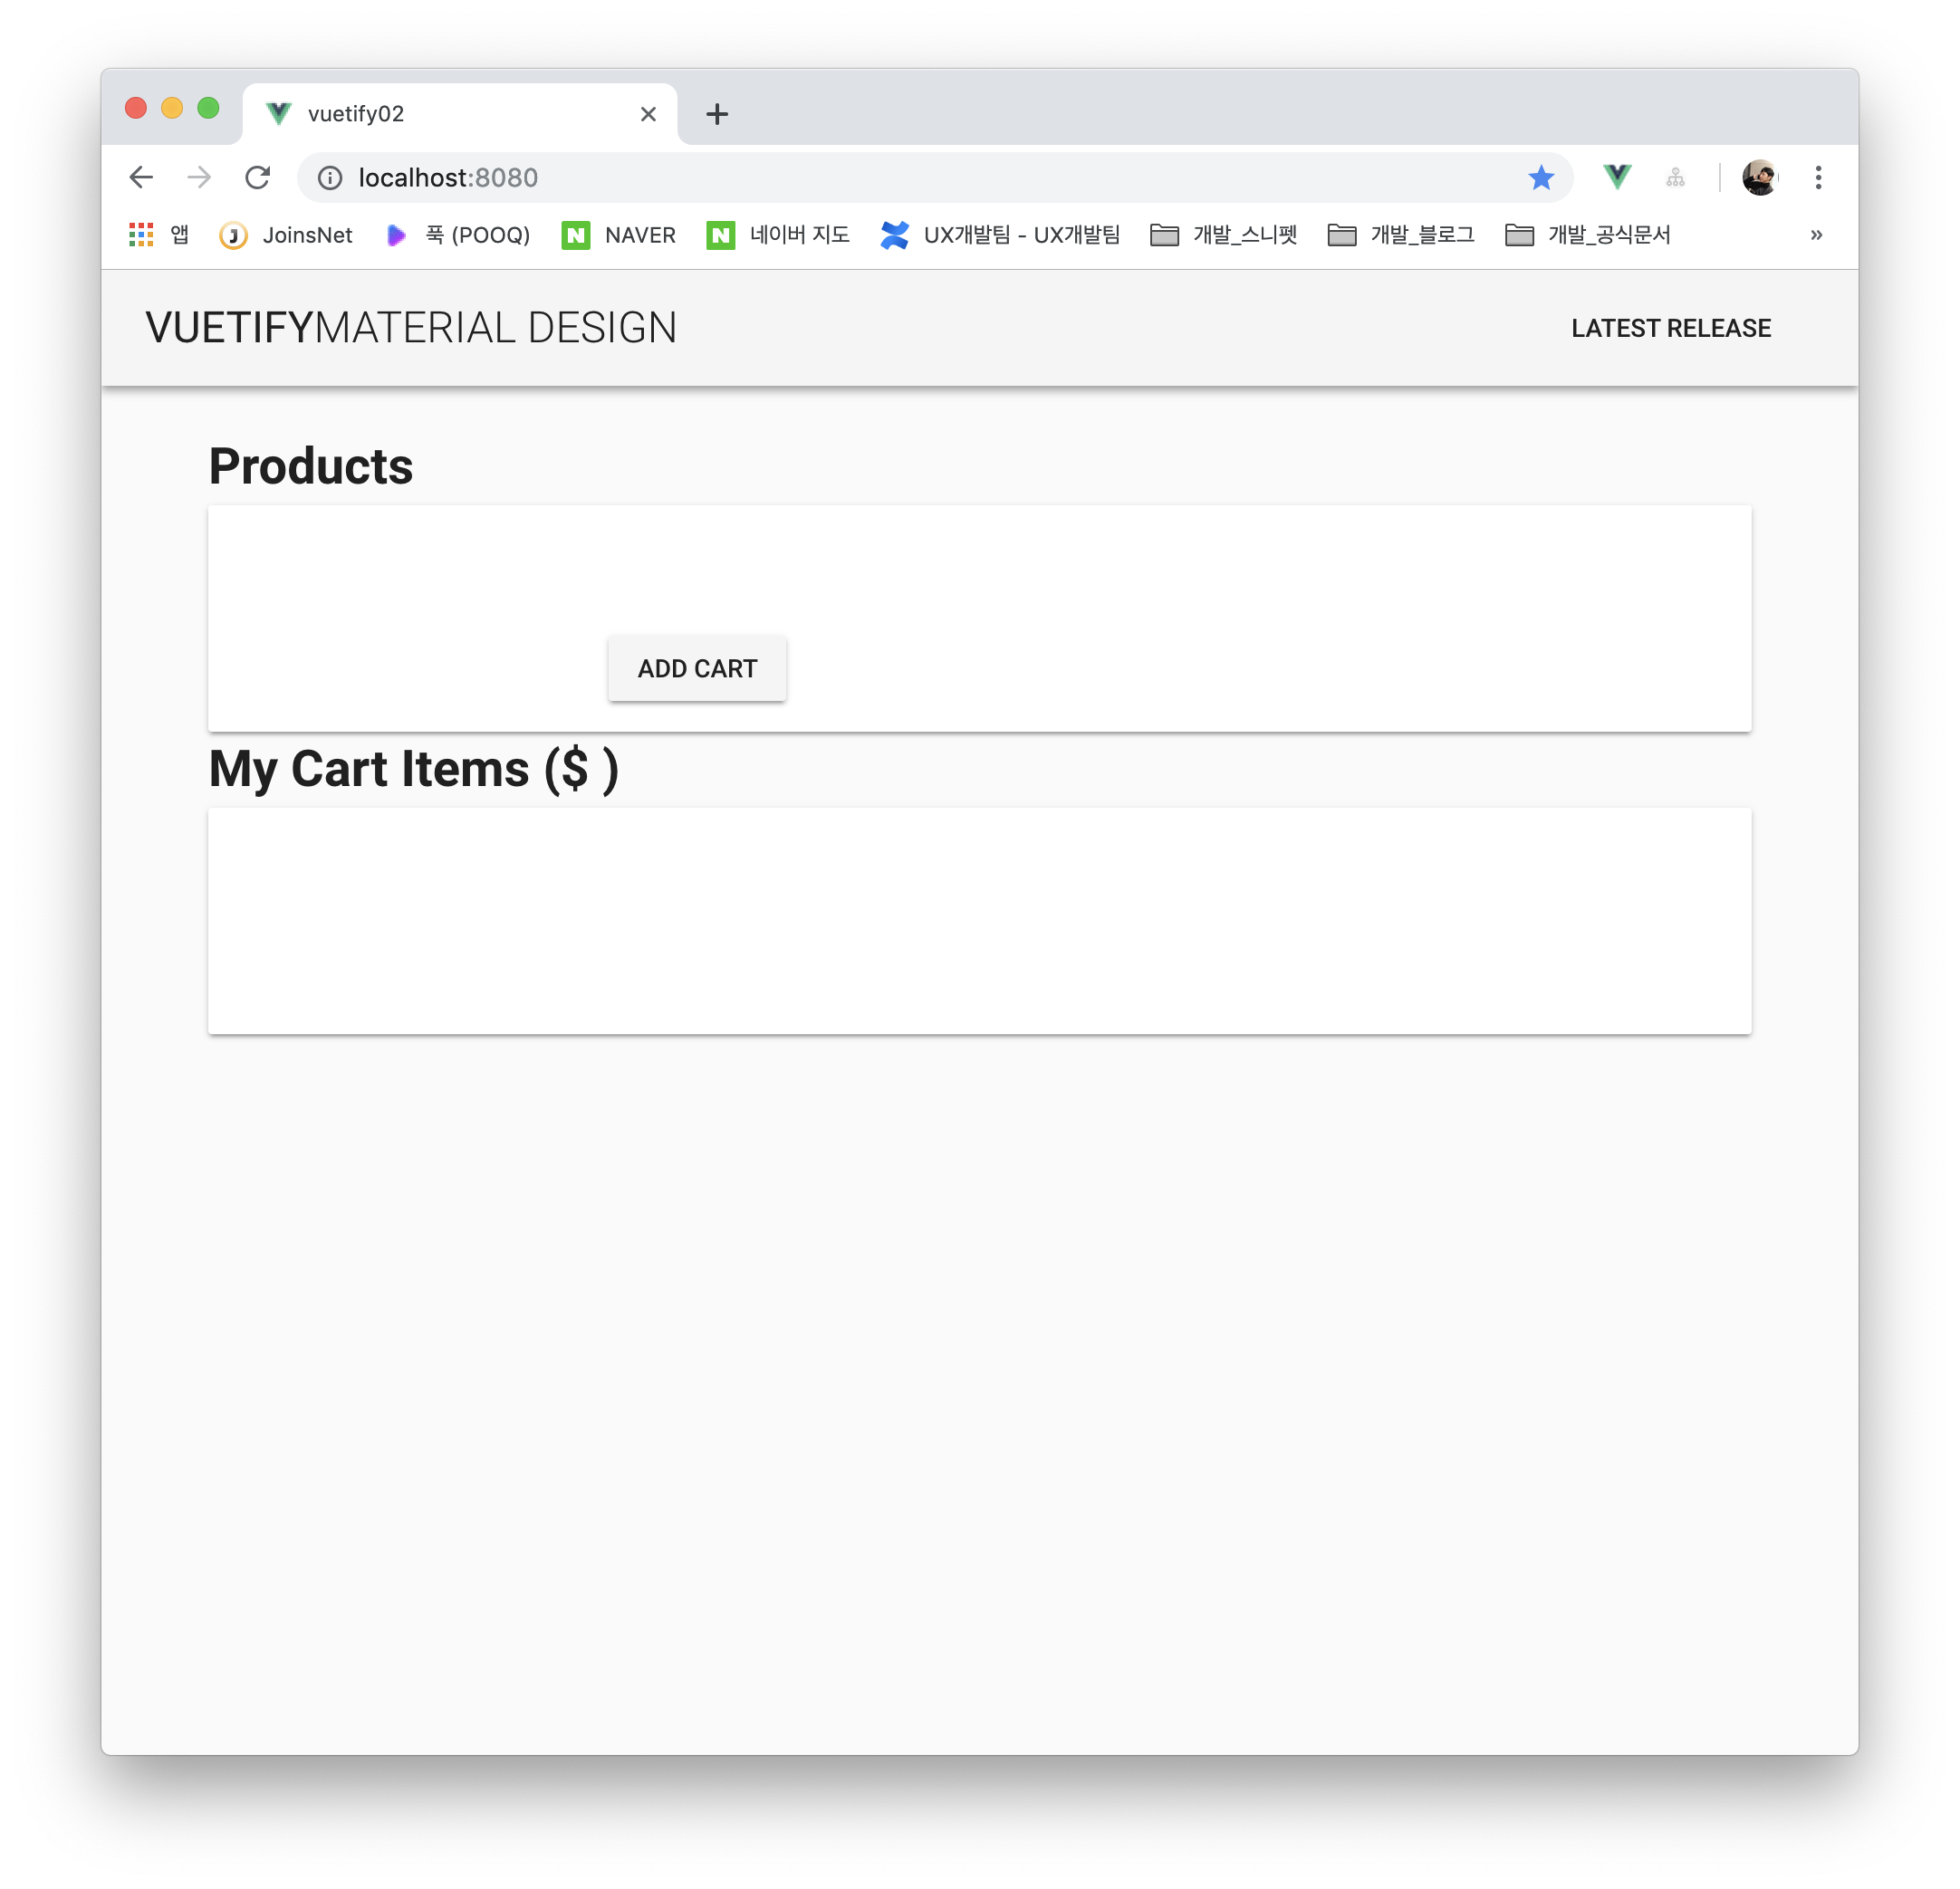 vuetify02
localhost:8080
앱 JoinsNet 푹 (POOQ) NAVER 네이버 지도 UX개발팀 - UX개발팀 개발_스니펫 개발_블로그 개발_공식문서 »
VUETIFYMATERIAL DESIGN LATEST RELEASE
Products
ADD CART
My Cart Items ($ )